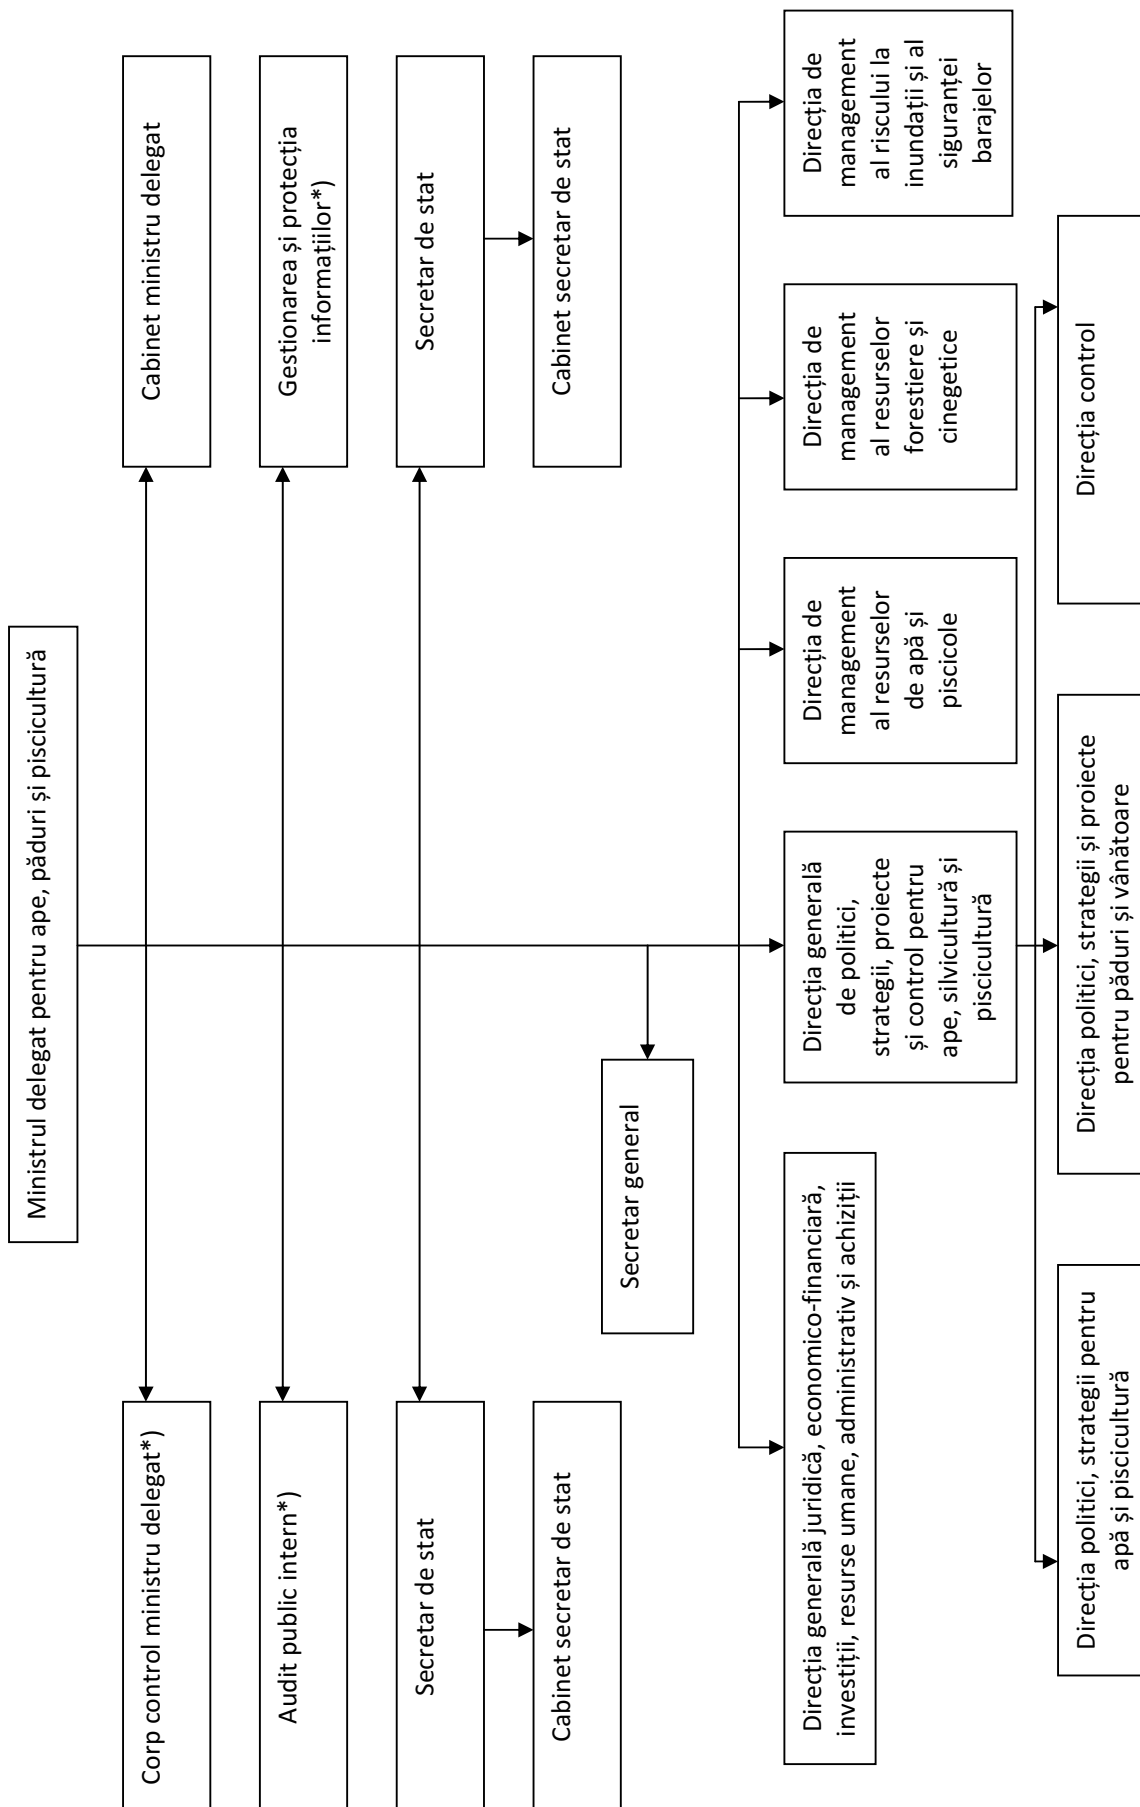 Ministrul delegat pentru ape, păduri și piscicultură
Corp control ministru delegat*)
Cabinet ministru delegat
Audit public intern*)
Gestionarea și protecția
informațiilor*)
Secretar de stat
Secretar de stat
Cabinet secretar de stat
Cabinet secretar de stat
Secretar general
Direcția generală juridică, economico-financiară,
investiții, resurse umane, administrativ și achiziții
Direcția generală
de politici,
strategii, proiecte
și control pentru
ape, silvicultură și
piscicultură
Direcția de
management
al resurselor
de apă și
piscicole
Direcția de
management
al resurselor
forestiere și
cinegetice
Direcția de
management
al riscului la
inundații și al
siguranței
barajelor
Direcția politici, strategii pentru
apă și piscicultură
Direcția politici, strategii și proiecte
pentru păduri și vânătoare
Direcția control